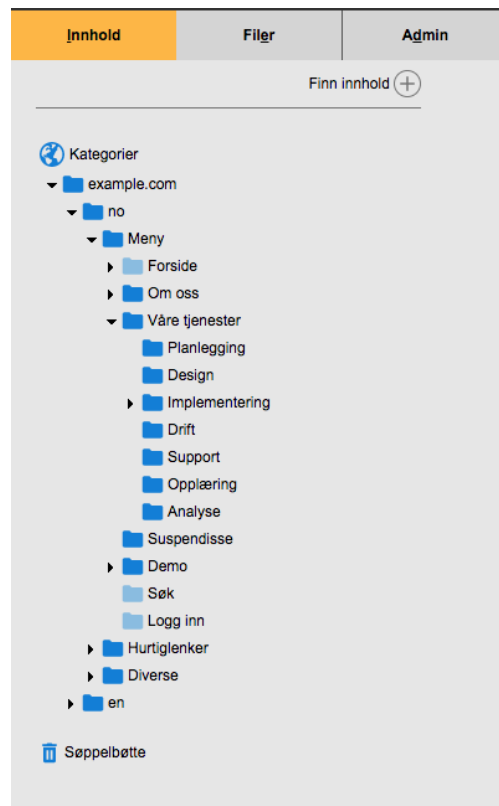 Innhold Filer Admin
Finn innhold
Kategorier
example.com
no
Meny
Forside
Om oss
Våre tjenester
Planlegging
Design
Implementering
Drift
Support
Opplæring
Analyse
Suspendisse
Demo
Søk
Logg inn
Hurtiglenker
Diverse
en
Søppelbøtte